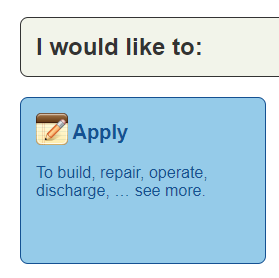 I would like to:
Apply
To build, repair, operate,
discharge, … see more.